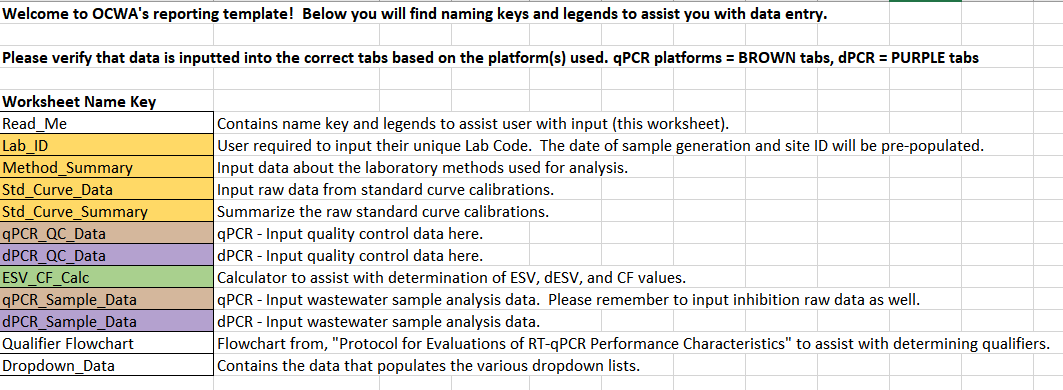 Welcome to OCWA's reporting template!  Below you will find naming keys and legends to assist you with data entry.
Please verify that data is inputted into the correct tabs based on the platform(s) used. qPCR platforms = BROWN tabs, dPCR = PURPLE tabs
Worksheet Name Key
Read_Me Contains name key and legends to assist user with input (this worksheet).
Lab_ID User required to input their unique Lab Code.  The date of sample generation and site ID will be pre-populated.
Method_Summary Input data about the laboratory methods used for analysis.
Std_Curve_Data Input raw data from standard curve calibrations.
Std_Curve_Summary Summarize the raw standard curve calibrations.
qPCR_QC_Data qPCR - Input quality control data here.
dPCR_QC_Data dPCR - Input quality control data here.
ESV_CF_Calc Calculator to assist with determination of ESV, dESV, and CF values.
qPCR_Sample_Data qPCR - Input wastewater sample analysis data.  Please remember to input inhibition raw data as well.
dPCR_Sample_Data dPCR - Input wastewater sample analysis data.
Qualifier Flowchart Flowchart from, "Protocol for Evaluations of RT-qPCR Performance Characteristics" to assist with determining qualifiers.
Dropdown_Data Contains the data that populates the various dropdown lists.